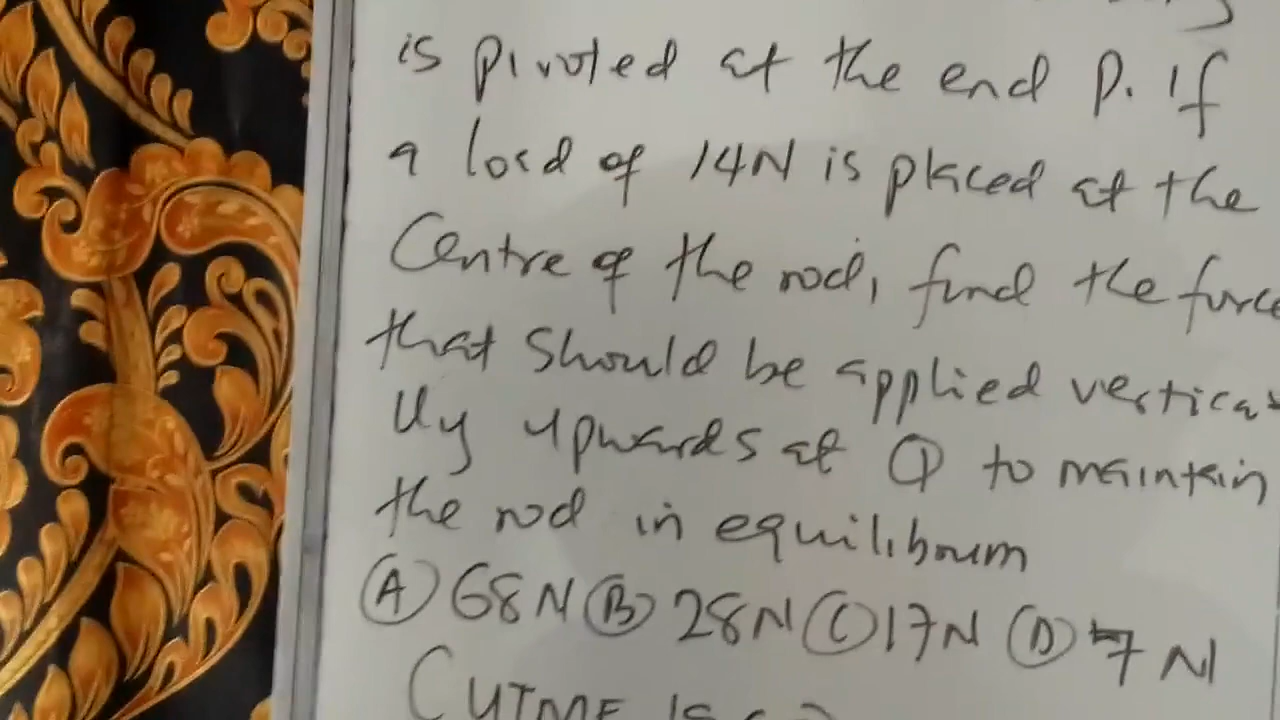 is pivoted at the end P. If
a load of 14N is placed at the
Centre of the rod, find the force
that should be applied vertica
lly upwards at Q to maintain
the rod in equilibrium
(A) 68N (B) 28N (C) 17N (D) 7N
(UTME